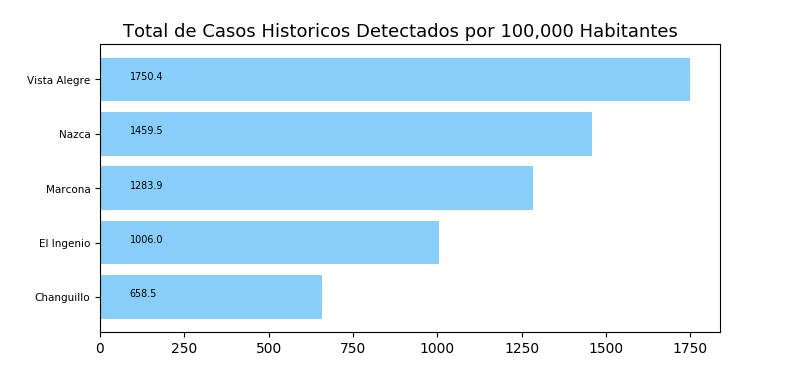 Total de Casos Historicos Detectados por 100,000 Habitantes
Vista Alegre 1750.4
Nazca 1459.5
Marcona 1283.9
El Ingenio 1006.0
Changuillo 658.5
0 250 500 750 1000 1250 1500 1750